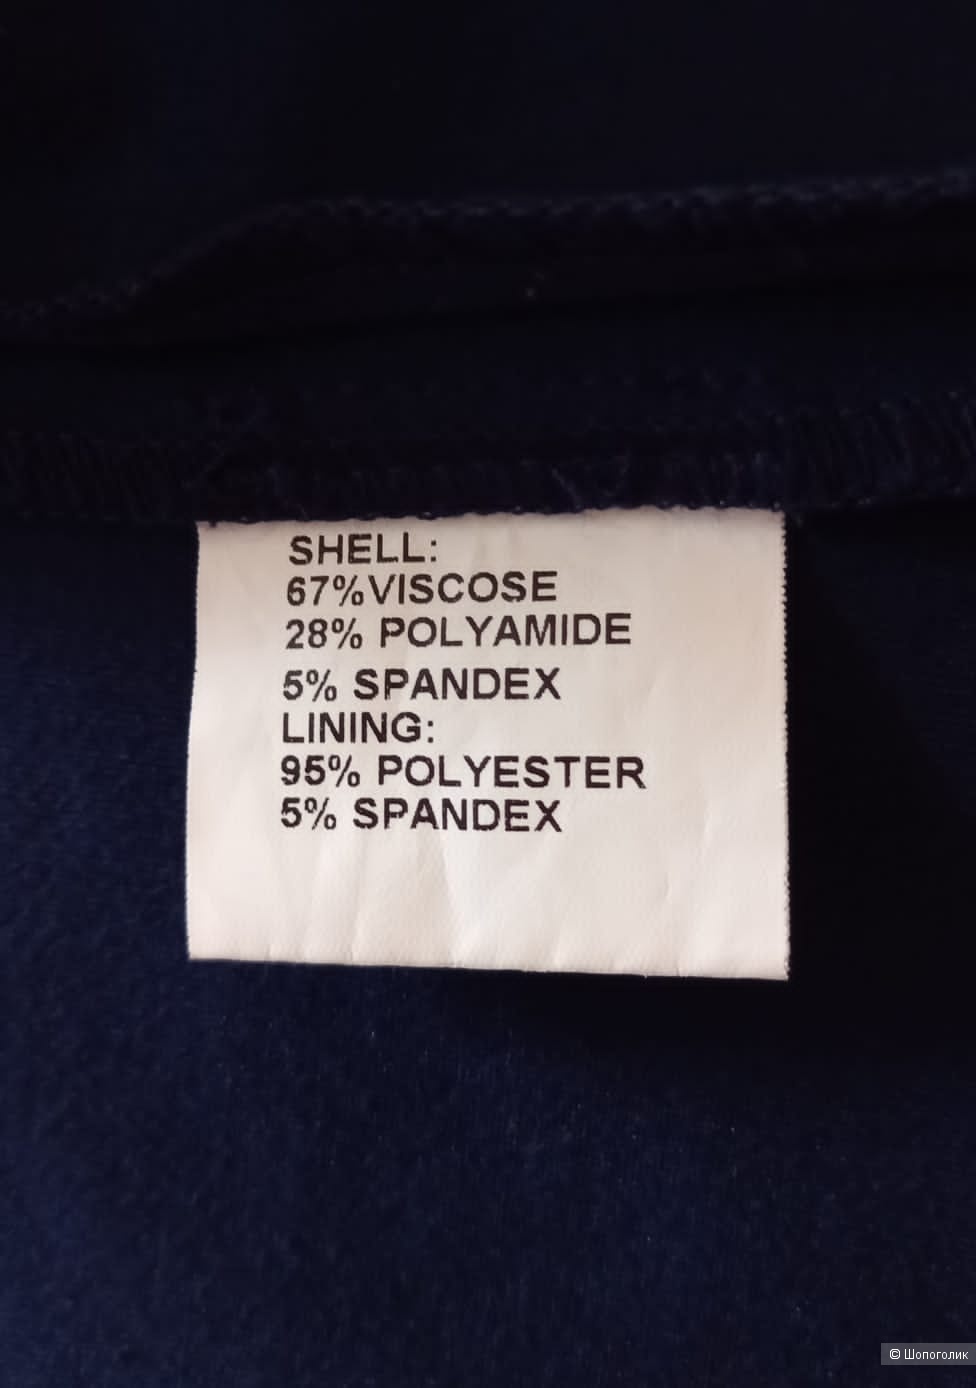 SHELL:
67%VISCOSE
28% POLYAMIDE
5% SPANDEX
LINING:
95% POLYESTER
5% SPANDEX
© Шопоголик